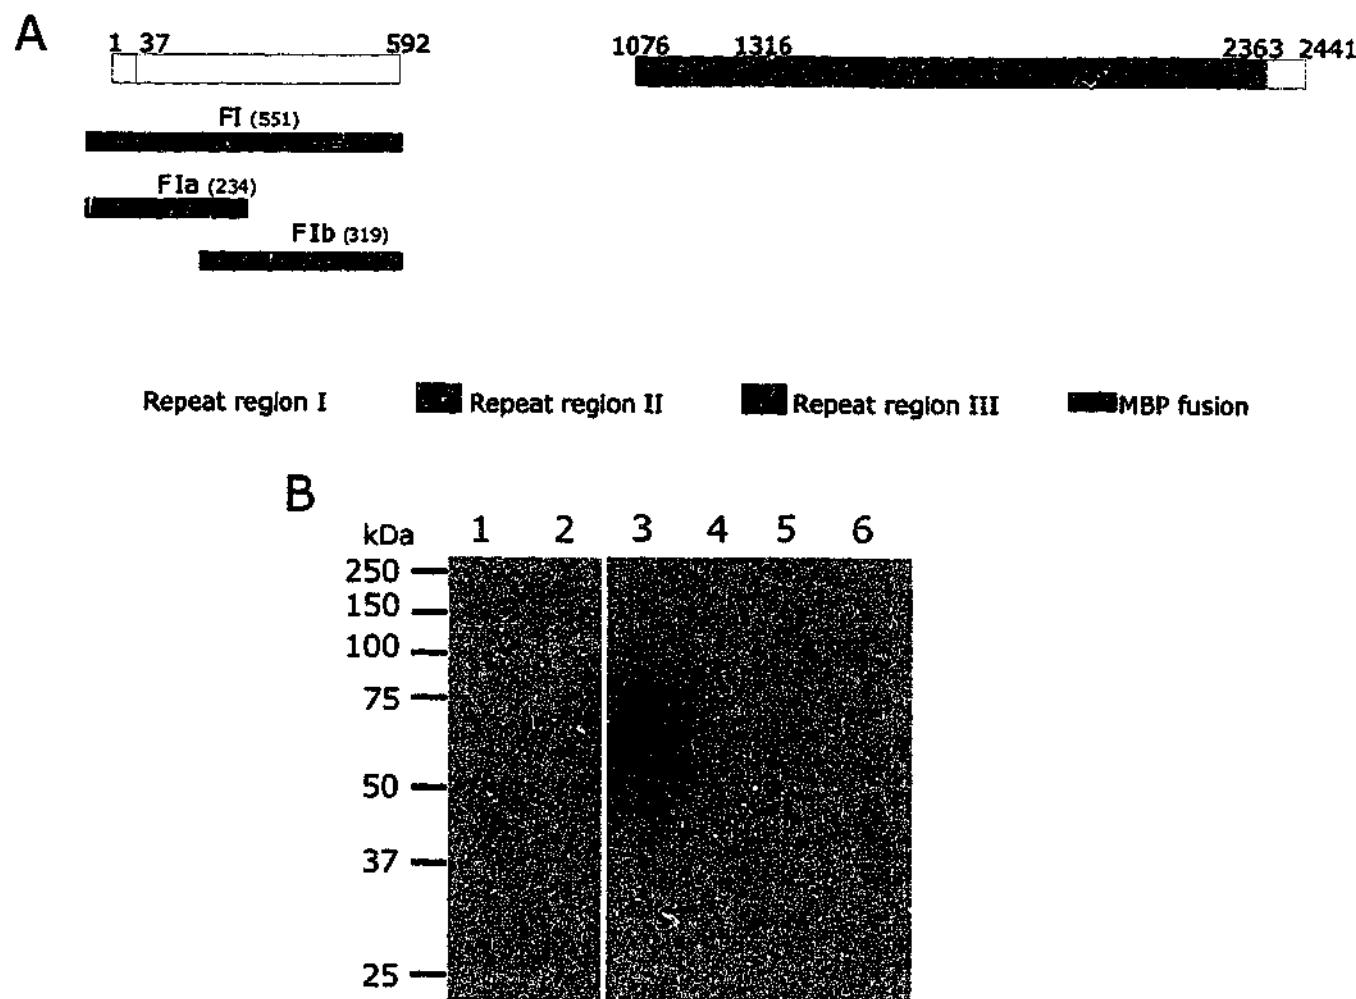 A
1 37 592 1076 1316 2363 2441
FI (551)
FIa (234)
FIb (319)
Repeat region I Repeat region II Repeat region III MBP fusion
B
kDa 1 2 3 4 5 6
250
150
100
75
50
37
25